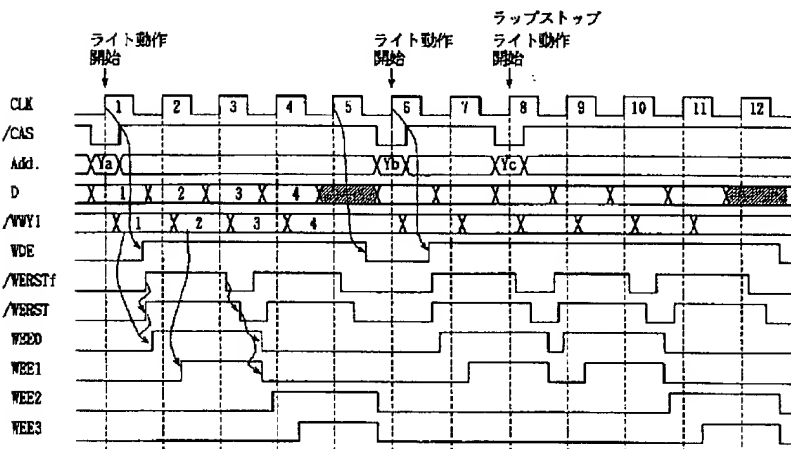 ラップストップ
ライト動作 ライト動作 ライト動作
開始 開始 開始
CLK 1 2 3 4 5 6 7 8 9 10 11 12
/CAS
Add. Ya Yb Yc
D 1 2 3 4
/WWY1 1 2 3 4
WDE
/WERSTf
/WERST
WEE0
WEE1
WEE2
WEE3